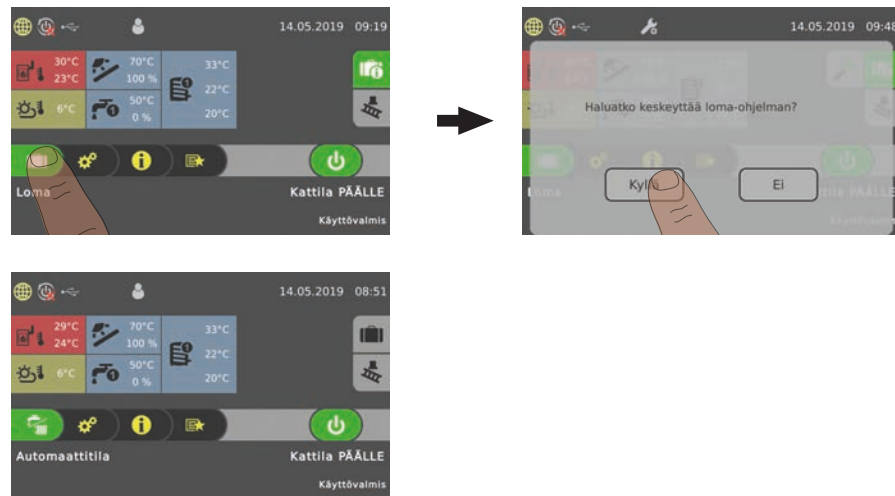 14.05.2019 09:19
30°C 70°C 33°C
23°C 100 % 22°C
6°C 50°C 20°C
0 %
Loma Kattila PÄÄLLE
Käyttövalmis
14.05.2019 09:48
Haluatko keskeyttää loma-ohjelman?
Kyllä Ei
14.05.2019 08:51
29°C 70°C 33°C
24°C 100 % 22°C
6°C 50°C 20°C
0 %
Automaattitila Kattila PÄÄLLE
Käyttövalmis